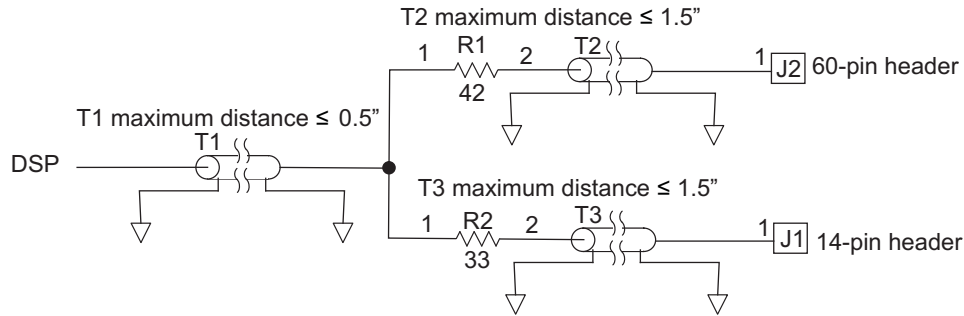 T2 maximum distance ≤ 1.5”
1 R1 2 T2
42
1 J2 60-pin header
T1 maximum distance ≤ 0.5”
T1
DSP
T3 maximum distance ≤ 1.5”
1 R2 2 T3
33
1 J1 14-pin header